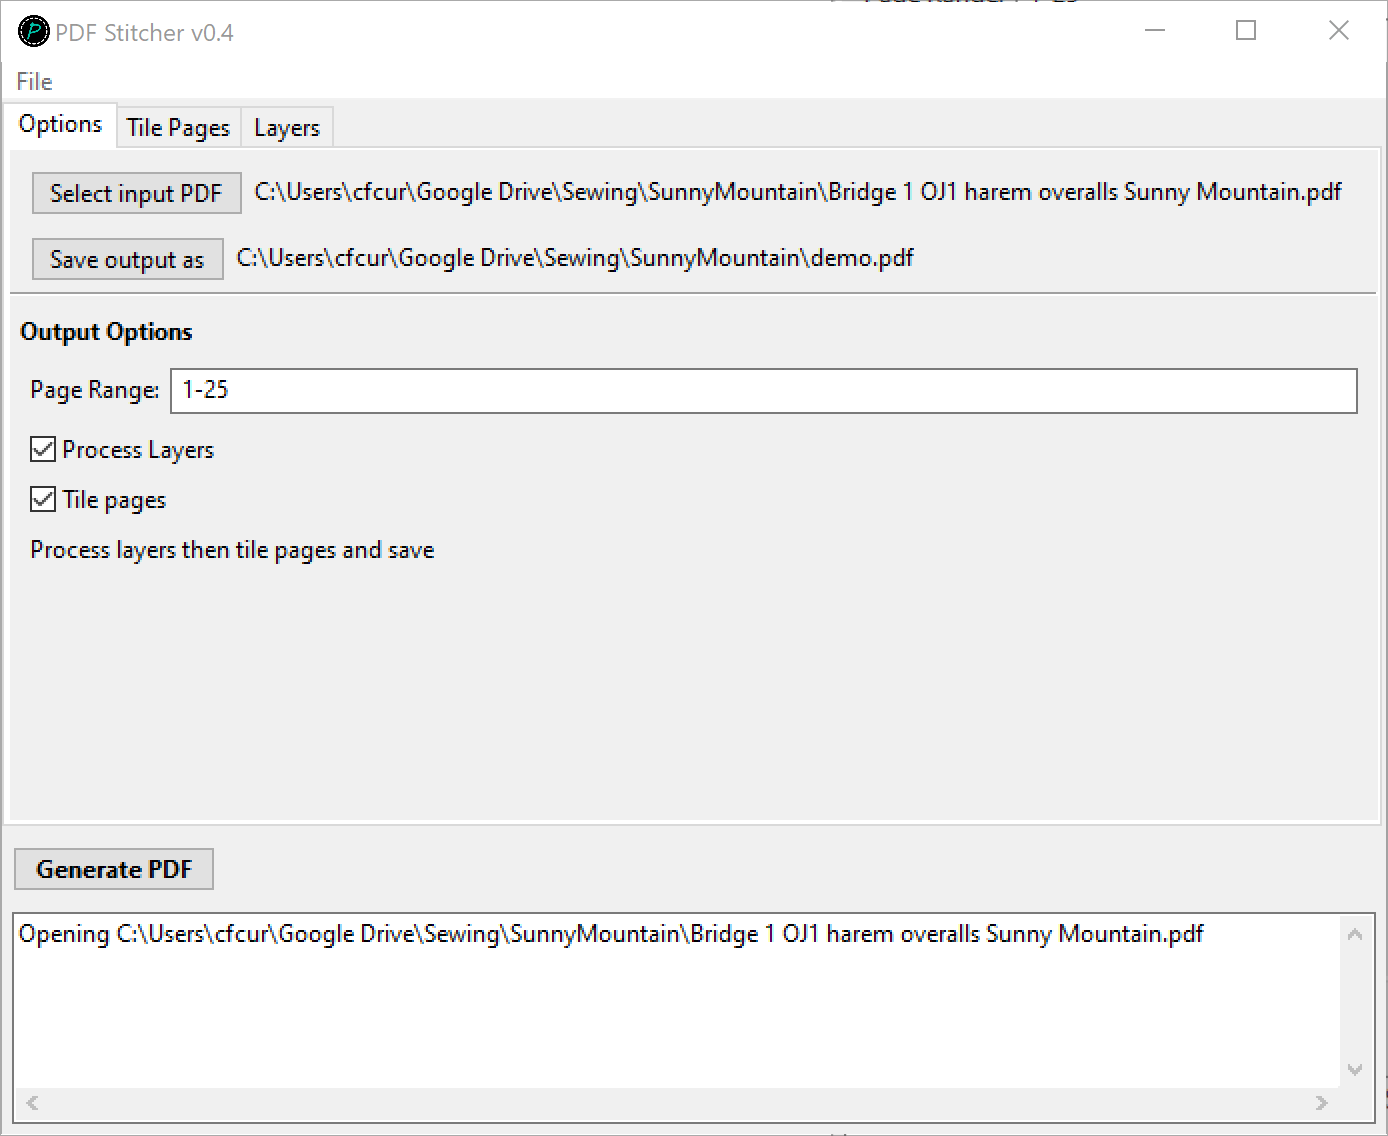 PDF Stitcher v0.4
File
Options Tile Pages Layers
Select input PDF C:\Users\cfcur\Google Drive\Sewing\SunnyMountain\Bridge 1 OJ1 harem overalls Sunny Mountain.pdf
Save output as C:\Users\cfcur\Google Drive\Sewing\SunnyMountain\demo.pdf
Output Options
Page Range: 1-25
Process Layers
Tile pages
Process layers then tile pages and save
Generate PDF
Opening C:\Users\cfcur\Google Drive\Sewing\SunnyMountain\Bridge 1 OJ1 harem overalls Sunny Mountain.pdf